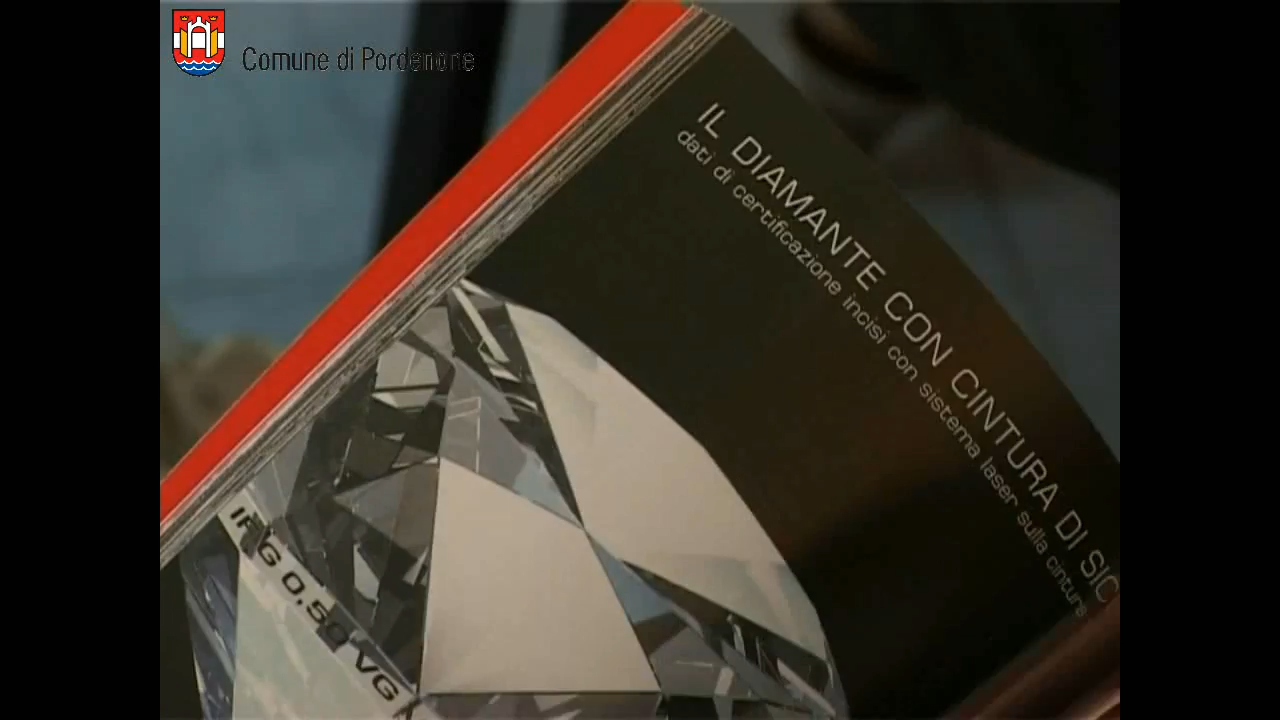 Comune di Pordenone
IL DIAMANTE CON CINTURA DI SIC
dati di certificazione incisi con sistema laser sulla cintura
IF G 0,50 VG